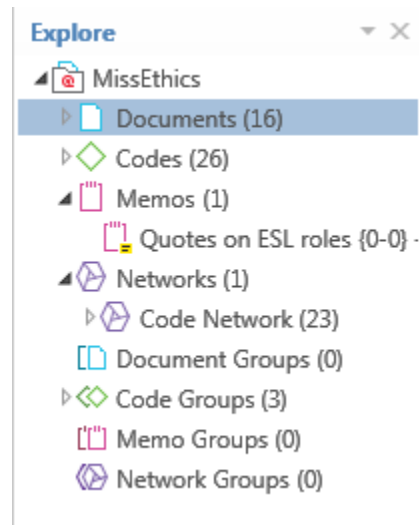 Explore
MissEthics
Documents (16)
Codes (26)
Memos (1)
Quotes on ESL roles {0-0} -
Networks (1)
Code Network (23)
Document Groups (0)
Code Groups (3)
Memo Groups (0)
Network Groups (0)